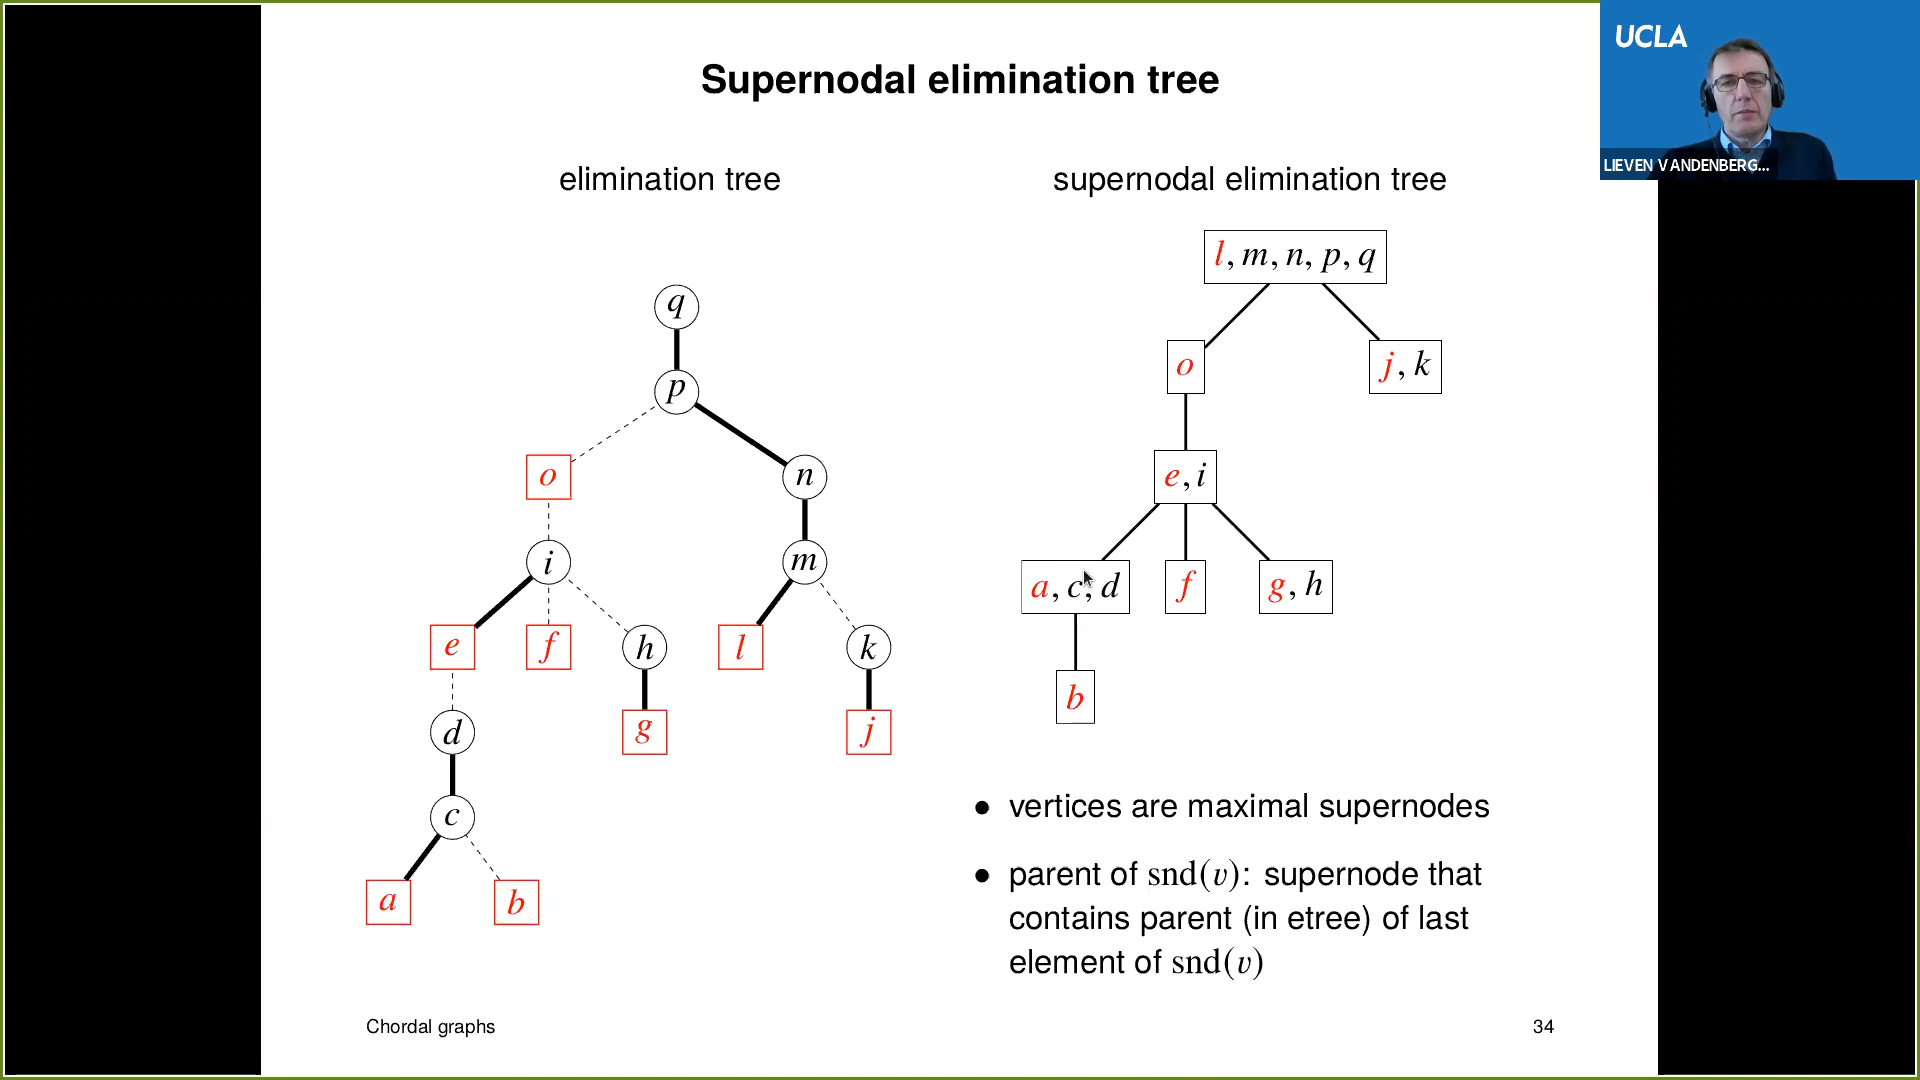 UCLA
LIEVEN VANDENBERG...
Supernodal elimination tree
elimination tree
supernodal elimination tree
q
p
o
n
i
m
e
f
h
l
k
d
g
j
c
a
b
l, m, n, p, q
o
j, k
e, i
a, c, d
f
g, h
b
• vertices are maximal supernodes
• parent of snd(v): supernode that
contains parent (in etree) of last
element of snd(v)
Chordal graphs
34